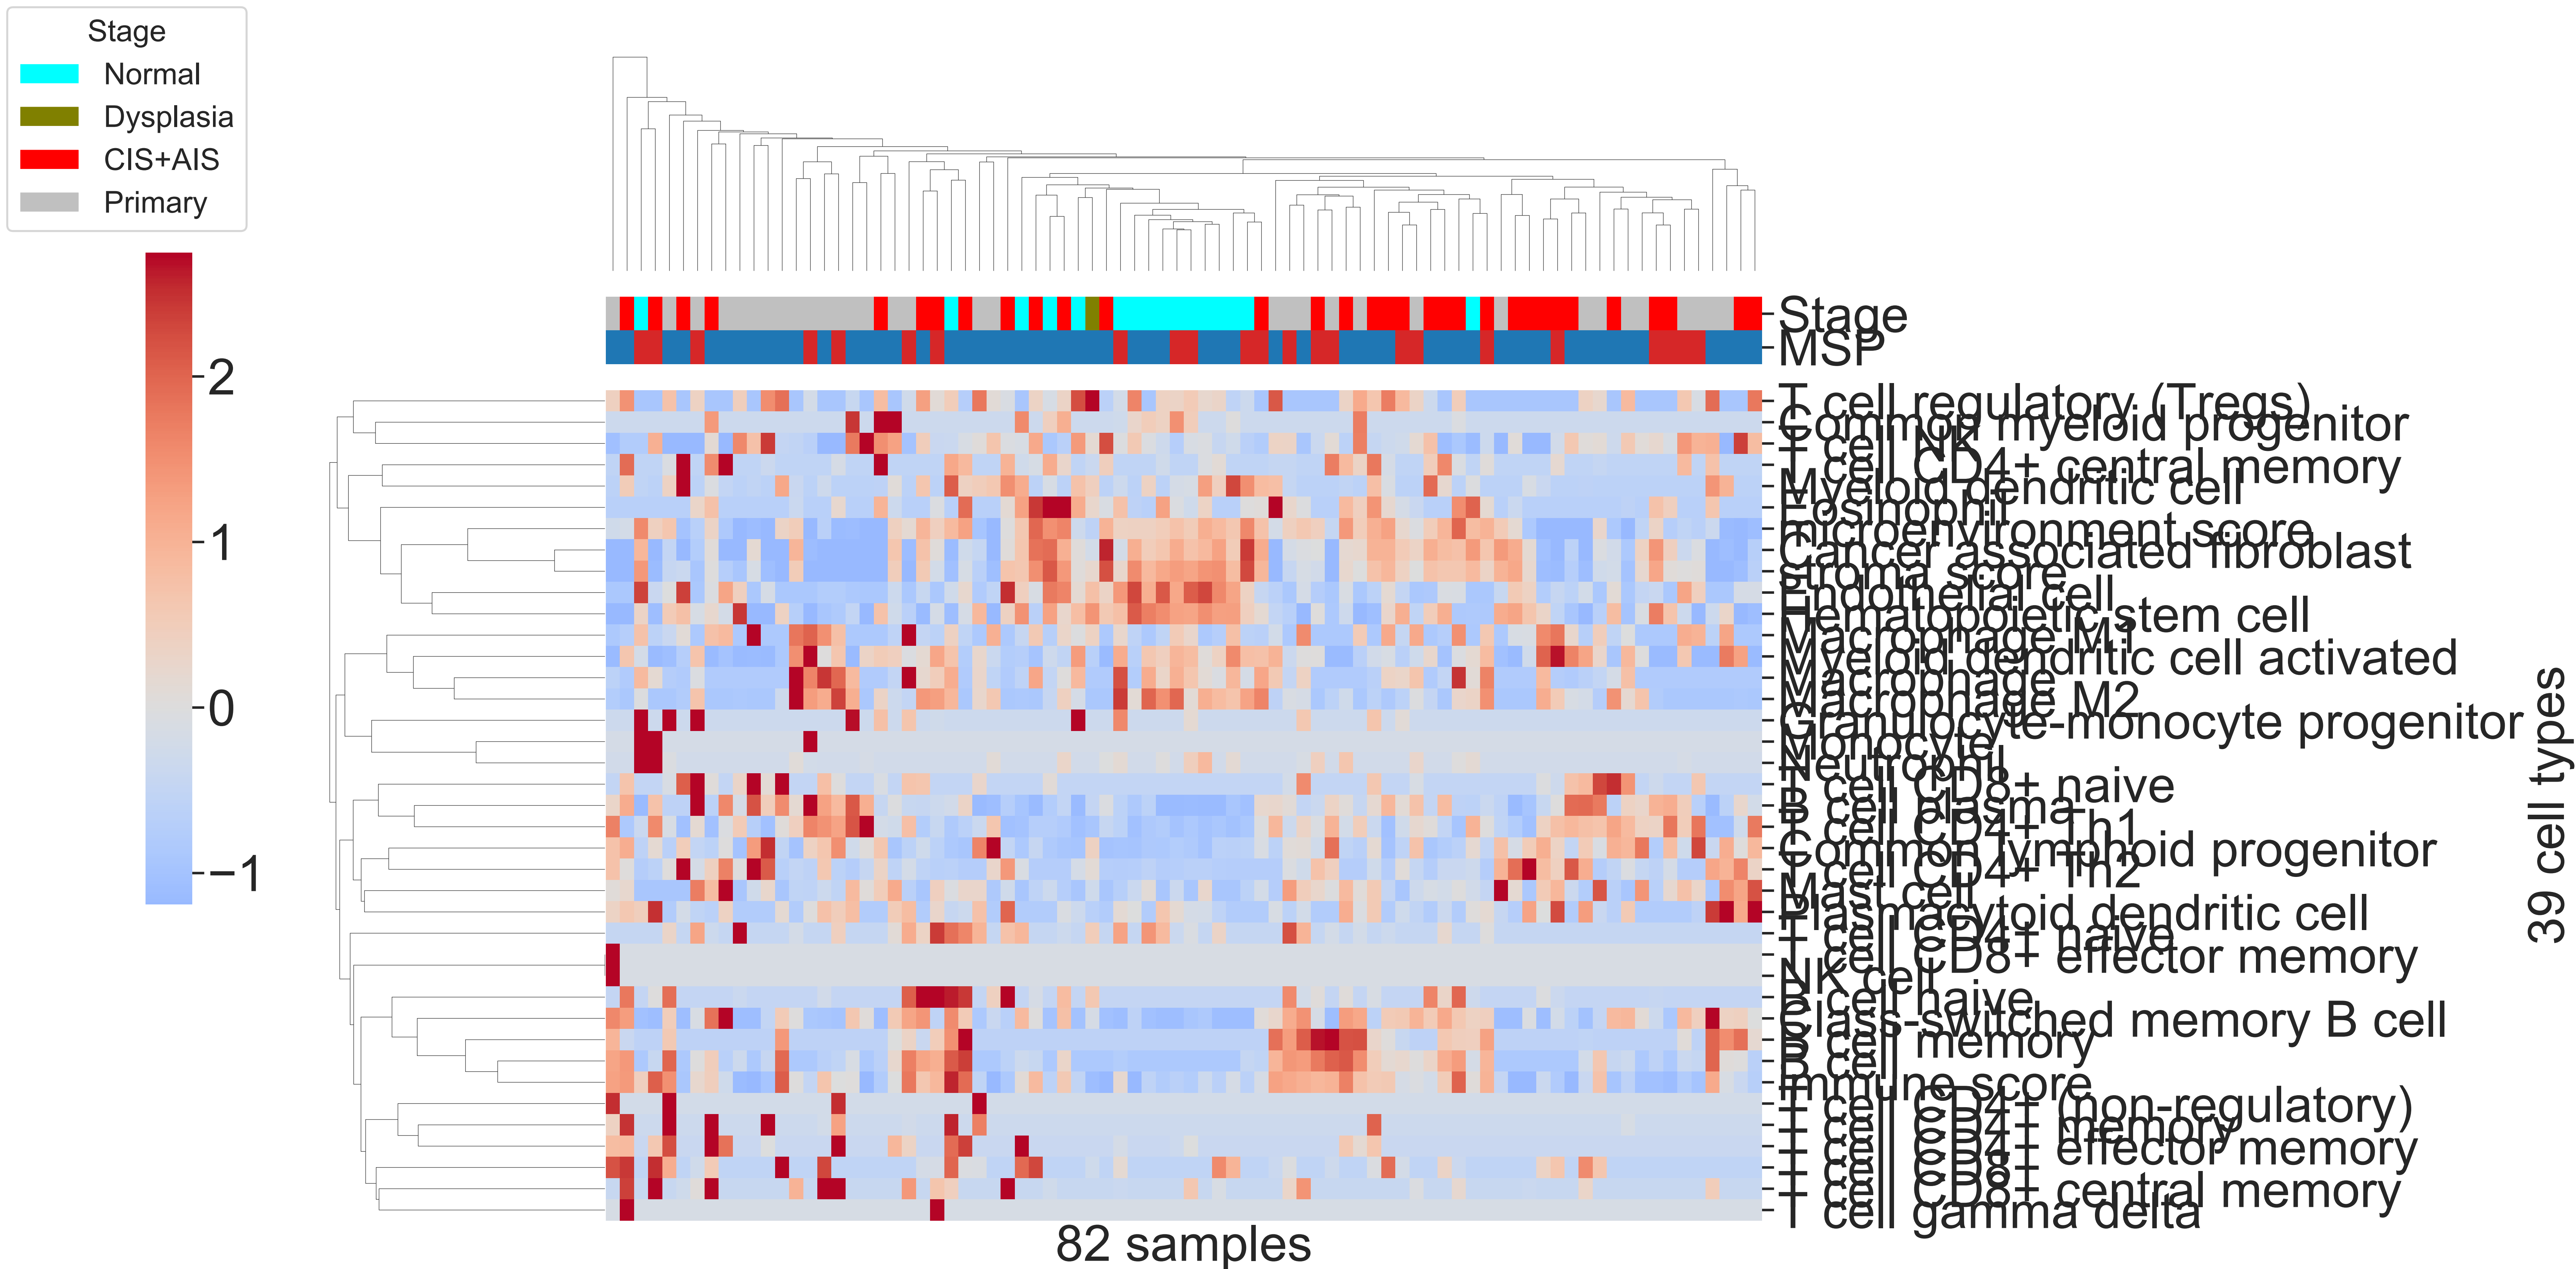 Stage
Normal
Dysplasia
CIS+AIS
Primary
2
1
0
−1
Stage
MSP
T cell regulatory (Tregs)
Common myeloid progenitor
T cell NK
T cell CD4+ central memory
Myeloid dendritic cell
Eosinophil
microenvironment score
Cancer associated fibroblast
stroma score
Endothelial cell
Hematopoietic stem cell
Macrophage M1
Myeloid dendritic cell activated
Macrophage
Macrophage M2
Granulocyte-monocyte progenitor
Monocyte
Neutrophil
T cell CD8+ naive
B cell plasma
T cell CD4+ Th1
Common lymphoid progenitor
T cell CD4+ Th2
Mast cell
Plasmacytoid dendritic cell
T cell CD4+ naive
T cell CD8+ effector memory
NK cell
B cell naive
Class-switched memory B cell
B cell memory
B cell
immune score
T cell CD4+ (non-regulatory)
T cell CD4+ memory
T cell CD4+ effector memory
T cell CD8+
T cell CD8+ central memory
T cell gamma delta
39 cell types
82 samples